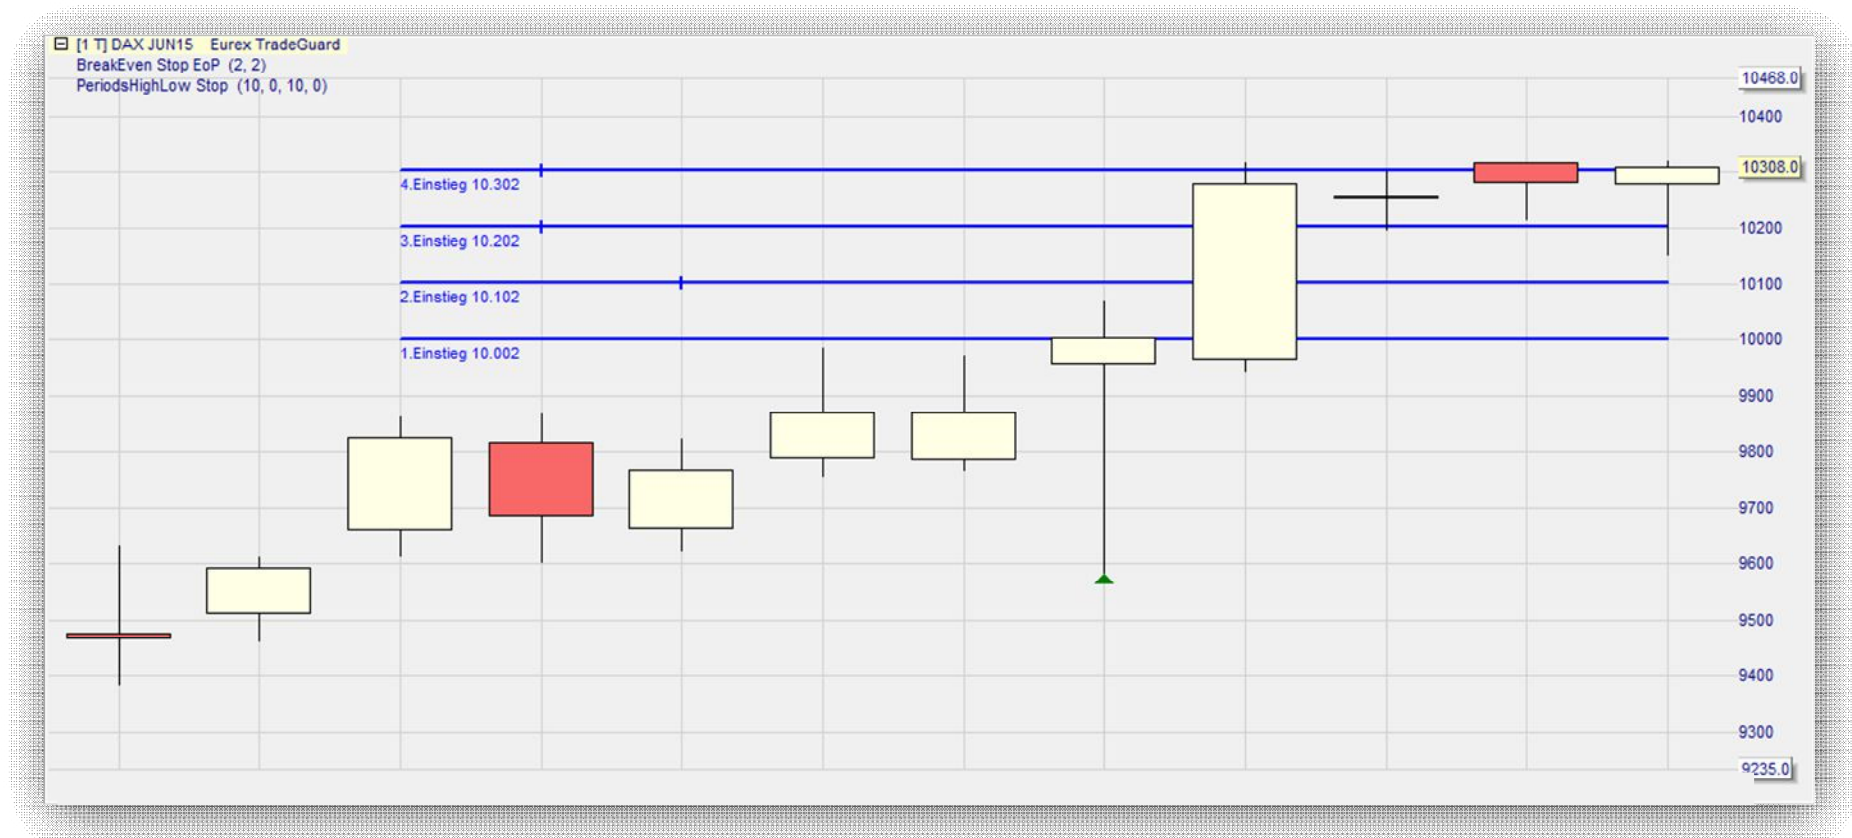 [1 T] DAX JUN15 Eurex TradeGuard
BreakEven Stop EoP (2, 2)
PeriodsHighLow Stop (10, 0, 10, 0)
10468.0
10400
10308.0
4.Einstieg 10.302
10200
3.Einstieg 10.202
10100
2.Einstieg 10.102
10000
1.Einstieg 10.002
9900
9800
9700
9600
9500
9400
9300
9235.0